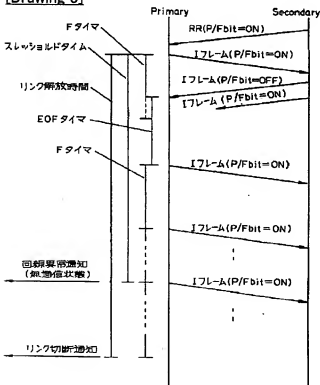 [Drawing 6]
Primary
Secondary
Fタイマ
RR(P/Fbit=ON)
スレッショルドタイム
Iフレーム(P/Fbit=ON)
リンク解放時間
Iフレーム(P/Fbit=OFF)
Iフレーム(P/Fbit=ON)
EOFタイマ
Fタイマ
Iフレーム(P/Fbit=ON)
Iフレーム(P/Fbit=ON)
回線異常通知
(無通信状態)
Iフレーム(P/Fbit=ON)
リンク切断通知